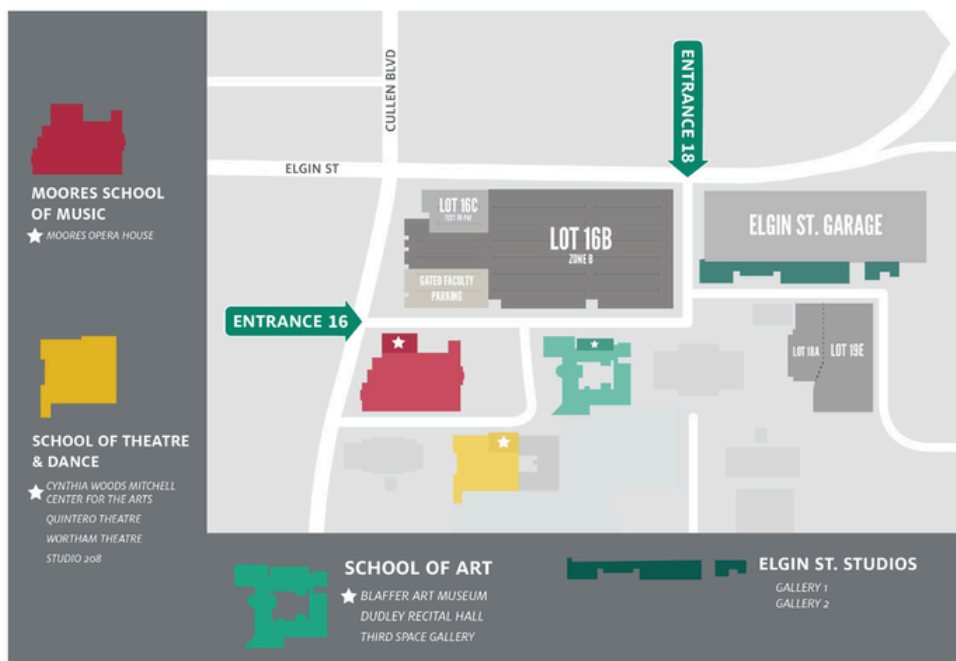 MOORES SCHOOL
OF MUSIC
MOORES OPERA HOUSE
SCHOOL OF THEATRE
& DANCE
CYNTHIA WOODS MITCHELL
CENTER FOR THE ARTS
QUINTERO THEATRE
WORTHAM THEATRE
STUDIO 208
CULLEN BLVD
ELGIN ST
ENTRANCE 18
LOT 16C
TEXT-TO-PAY
LOT 16B
ZONE B
GATED FACULTY
PARKING
ELGIN ST. GARAGE
ENTRANCE 16
LOT 18A
LOT 19E
SCHOOL OF ART
BLAFFER ART MUSEUM
DUDLEY RECITAL HALL
THIRD SPACE GALLERY
ELGIN ST. STUDIOS
GALLERY 1
GALLERY 2